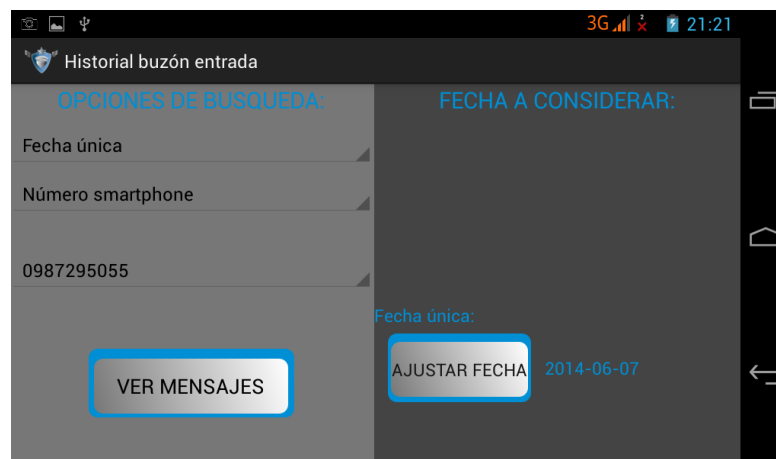 3G 2 21:21
Historial buzón entrada
OPCIONES DE BUSQUEDA:
Fecha única
Número smartphone
0987295055
VER MENSAJES
FECHA A CONSIDERAR:
Fecha única:
AJUSTAR FECHA 2014-06-07